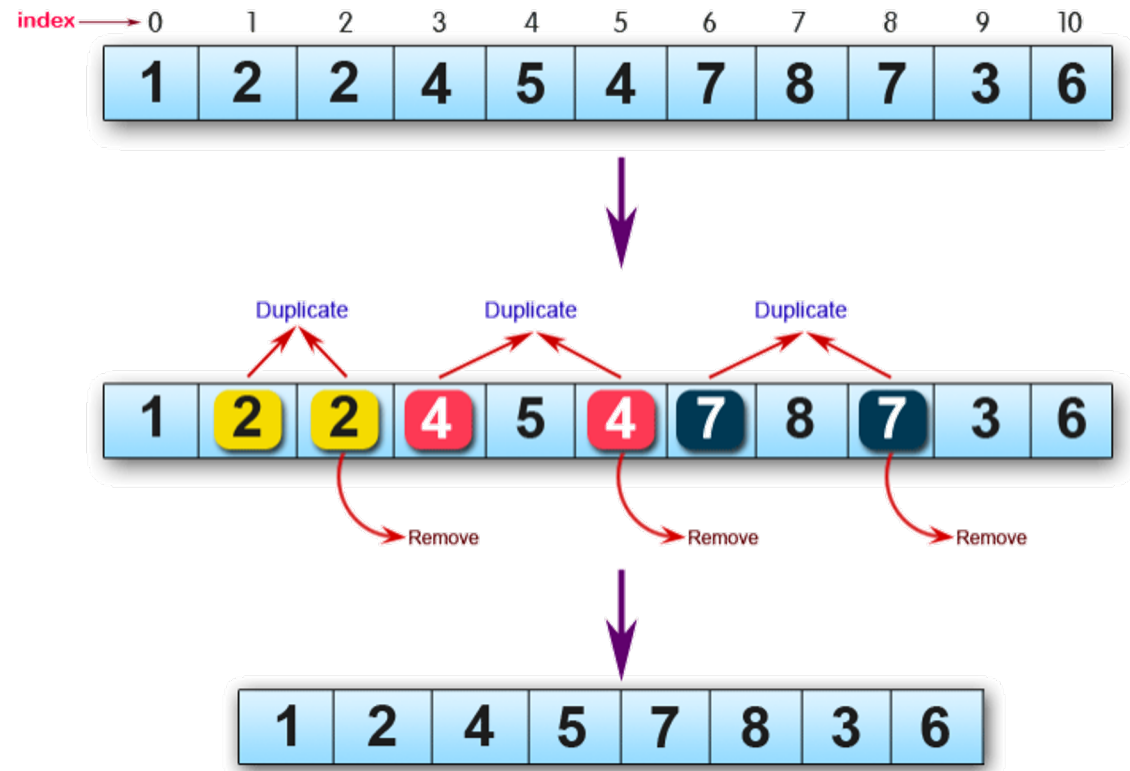 index 0 1 2 3 4 5 6 7 8 9 10
1 2 2 4 5 4 7 8 7 3 6
Duplicate Duplicate Duplicate
1 2 2 4 5 4 7 8 7 3 6
Remove Remove Remove
1 2 4 5 7 8 3 6